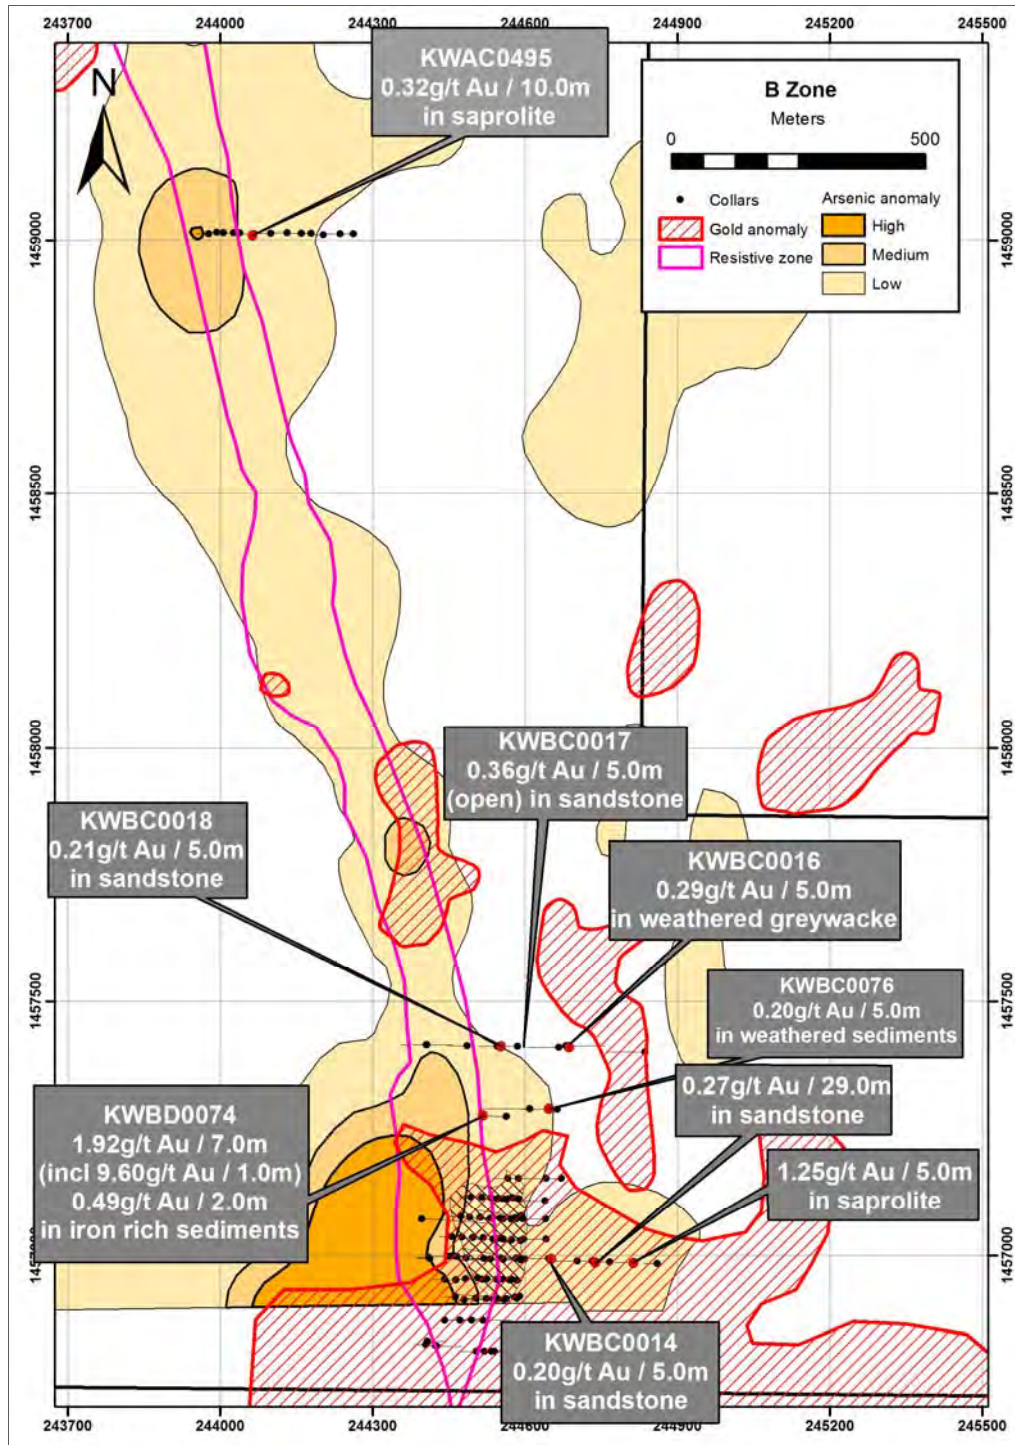 243700 244000 244300 244600 244900 245200 245500
N
KWAC0495
0.32g/t Au / 10.0m
in saprolite
B Zone
Meters
0 500
Collars
Gold anomaly
Resistive zone
Arsenic anomaly
High
Medium
Low
1459000
1459000
1458500
1458500
1458000
1458000
KWBC0017
0.36g/t Au / 5.0m
(open) in sandstone
KWBC0018
0.21g/t Au / 5.0m
in sandstone
KWBC0016
0.29g/t Au / 5.0m
in weathered greywacke
1457500
1457500
KWBC0076
0.20g/t Au / 5.0m
in weathered sediments
0.27g/t Au / 29.0m
in sandstone
KWBD0074
1.92g/t Au / 7.0m
(incl 9.60g/t Au / 1.0m)
0.49g/t Au / 2.0m
in iron rich sediments
1.25g/t Au / 5.0m
in saprolite
1457000
KWBC0014
0.20g/t Au / 5.0m
in sandstone
243700 244000 244300 244600 244900 245200 245500